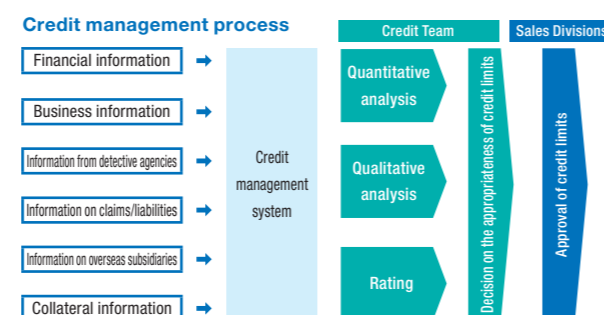 Credit management process
Credit Team
Sales Divisions
Financial information
Business information
Information from detective agencies
Information on claims/liabilities
Information on overseas subsidiaries
Collateral information
Credit
management
system
Quantitative
analysis
Qualitative
analysis
Rating
Decision on the appropriateness of credit limits
Approval of credit limits